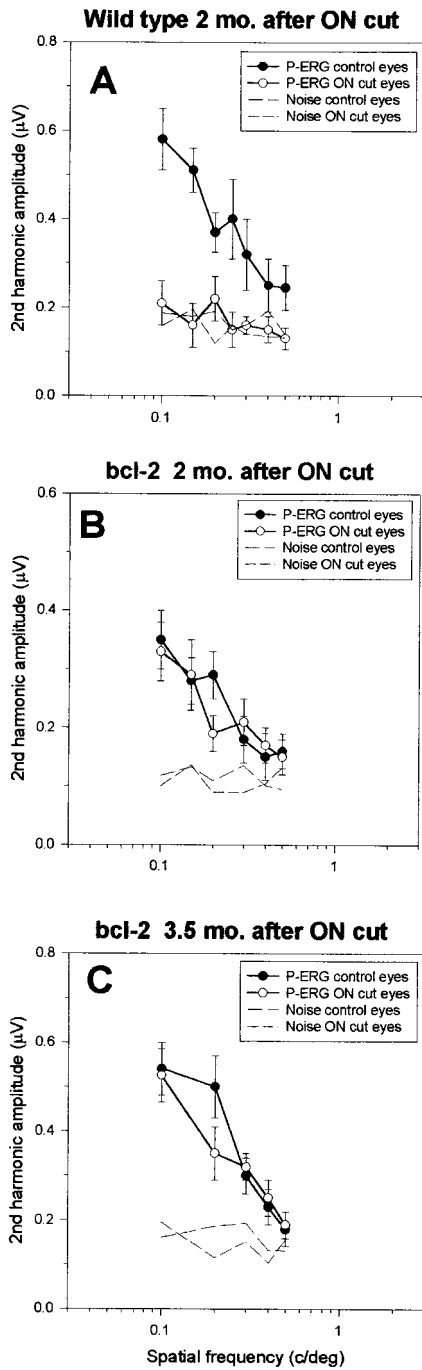 Wild type 2 mo. after ON cut
0.8
A
P-ERG control eyes
P-ERG ON cut eyes
Noise control eyes
Noise ON cut eyes
0.6
0.4
0.2
0.0
2nd harmonic amplitude (µV)
0.1 1
bcl-2 2 mo. after ON cut
0.6
B
P-ERG control eyes
P-ERG ON cut eyes
Noise control eyes
Noise ON cut eyes
0.4
0.2
0.0
2nd harmonic amplitude (µV)
0.1 1
bcl-2 3.5 mo. after ON cut
0.8
C
P-ERG control eyes
P-ERG ON cut eyes
Noise control eyes
Noise ON cut eyes
0.6
0.4
0.2
0.0
2nd harmonic amplitude (µV)
0.1 1
Spatial frequency (c/deg)